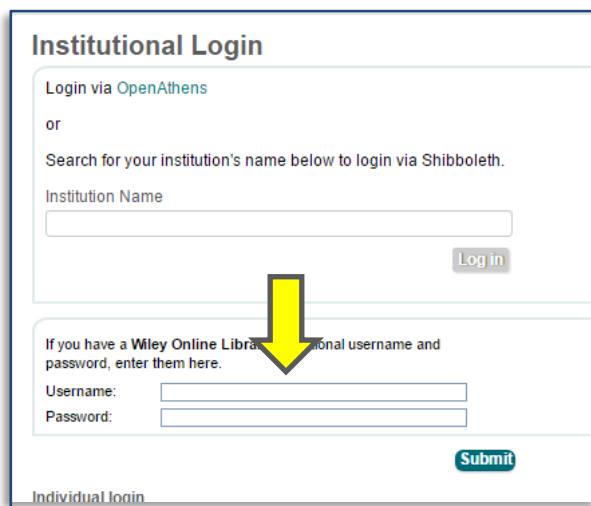 Institutional Login
Login via OpenAthens
or
Search for your institution's name below to login via Shibboleth.
Institution Name
Log in
If you have a Wiley Online username and
password, enter them here.
Username:
Password:
Submit
Individual login